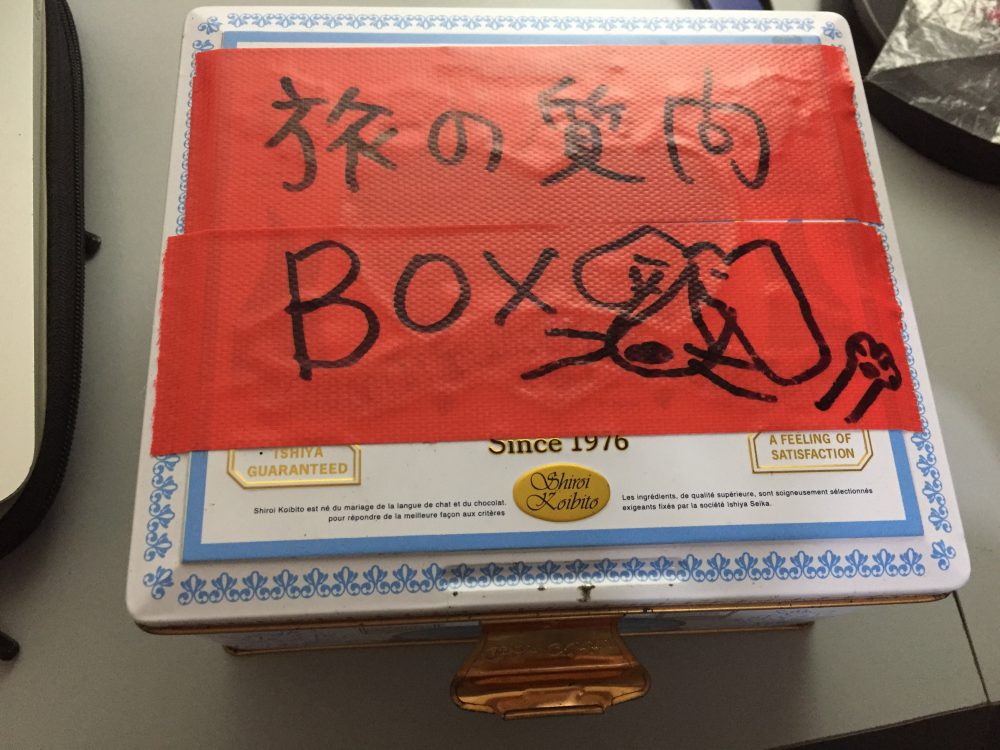 旅の質問
BOX
Since 1976
ISHIYA
GUARANTEED
A FEELING OF
SATISFACTION
Shiroi
Koibito
Shiroi Koibito est né du mariage de la langue de chat et du chocolat.
pour répondre de la meilleure façon aux critères
Les ingrédients, de qualité supérieure, sont soigneusement sélectionnés
exigeants fixés par la société Ishiya Seika.